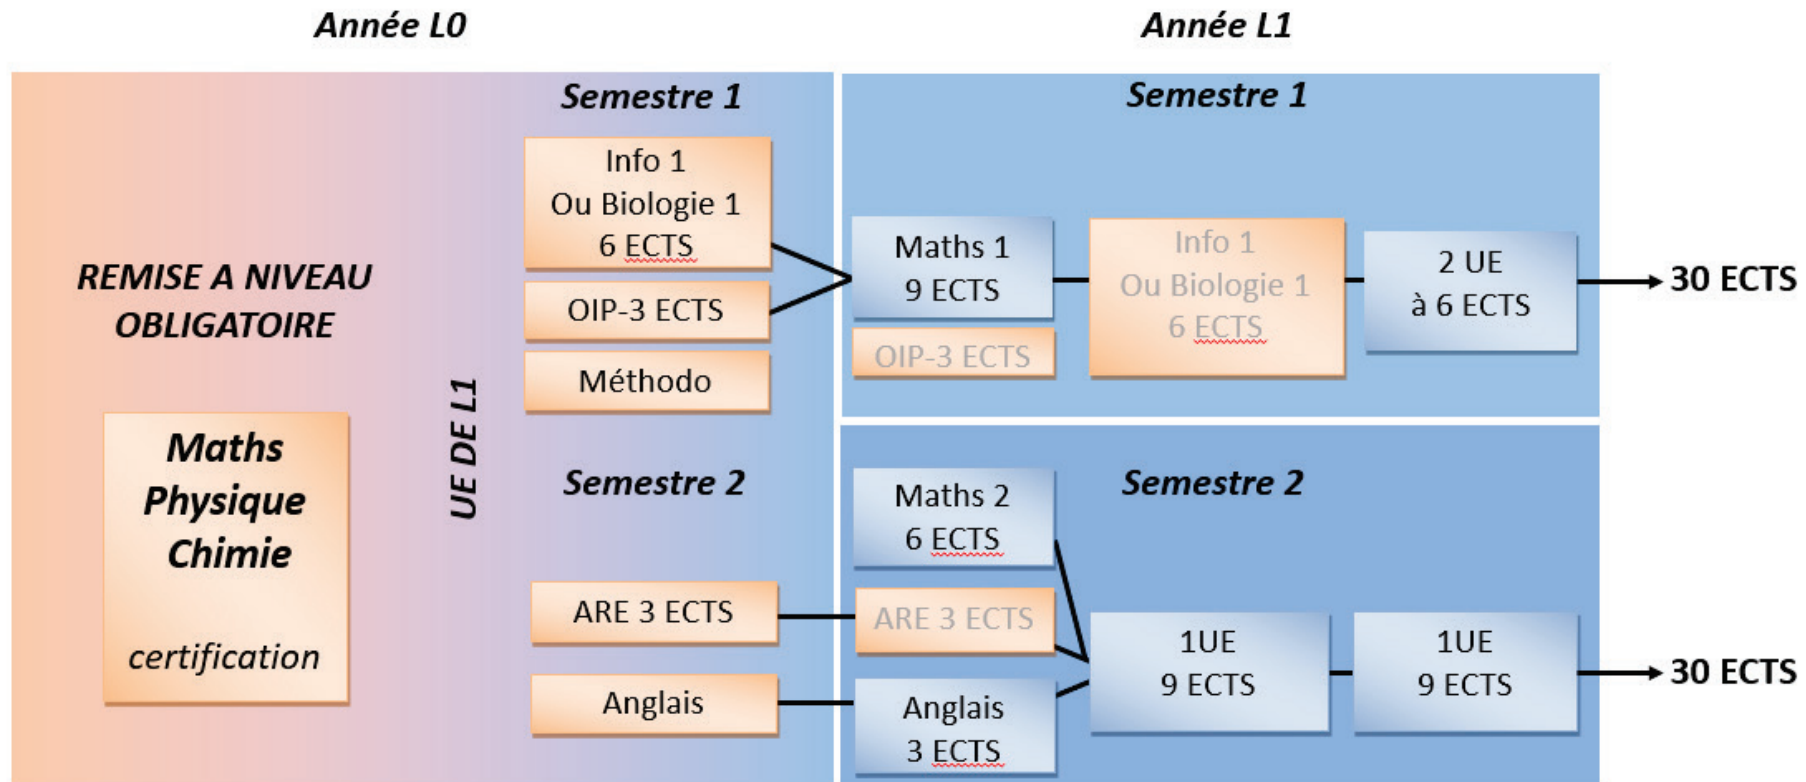 Année L0
Année L1
REMISE A NIVEAU
OBLIGATOIRE
Maths
Physique
Chimie
certification
UE DE L1
Semestre 1
Info 1
Ou Biologie 1
6 ECTS
OIP-3 ECTS
Méthodo
Semestre 2
ARE 3 ECTS
Anglais
Semestre 1
Maths 1
9 ECTS
OIP-3 ECTS
Info 1
Ou Biologie 1
6 ECTS
2 UE
à 6 ECTS
30 ECTS
Semestre 2
Maths 2
6 ECTS
ARE 3 ECTS
Anglais
3 ECTS
1UE
9 ECTS
1UE
9 ECTS
30 ECTS